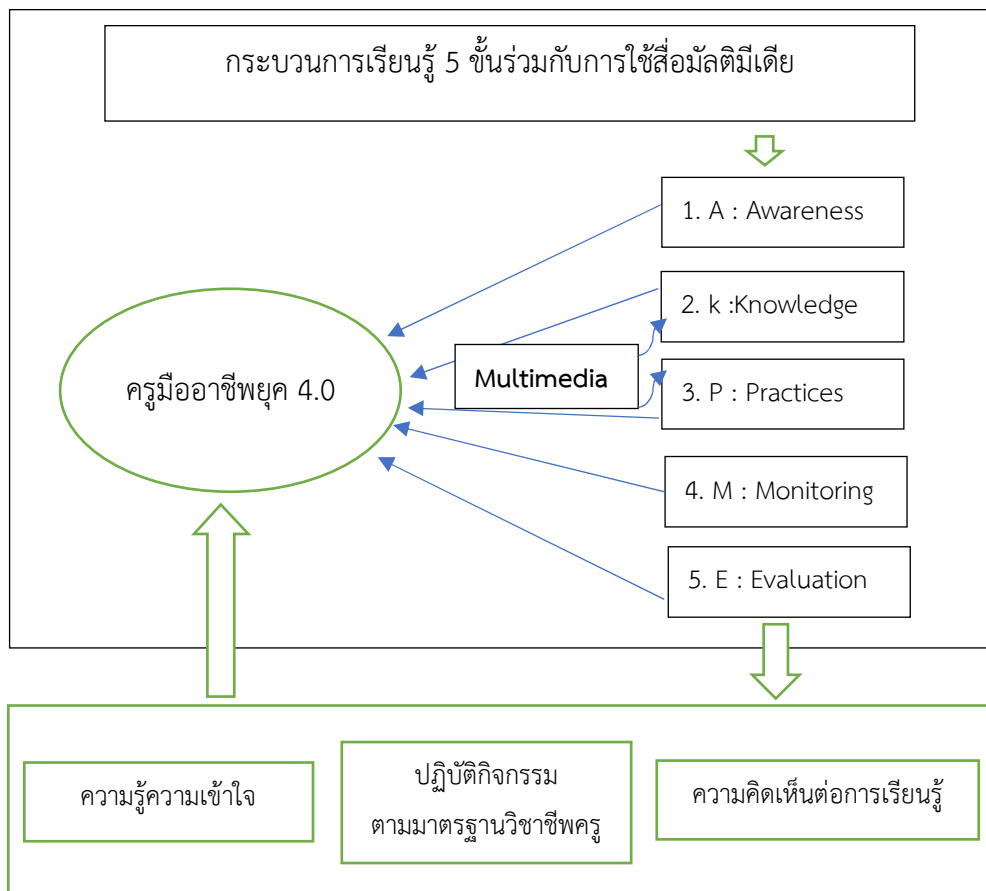 กระบวนการเรียนรู้ 5 ขั้นร่วมกับการใช้สื่อมัลติมีเดีย
1. A : Awareness
2. k :Knowledge
Multimedia
3. P : Practices
ครูมืออาชีพยุค 4.0
4. M : Monitoring
5. E : Evaluation
ความรู้ความเข้าใจ
ปฏิบัติกิจกรรม
ตามมาตรฐานวิชาชีพครู
ความคิดเห็นต่อการเรียนรู้